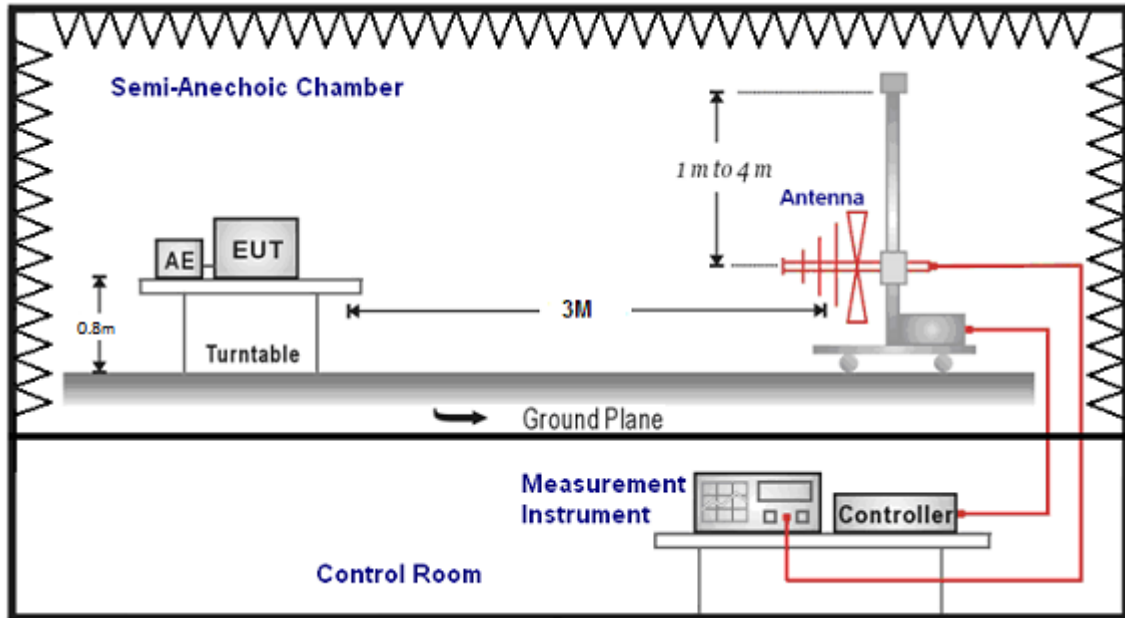 Semi-Anechoic Chamber
1 m to 4 m
Antenna
AE
EUT
3M
0.8m
Turntable
Ground Plane
Measurement
Instrument
Controller
Control Room